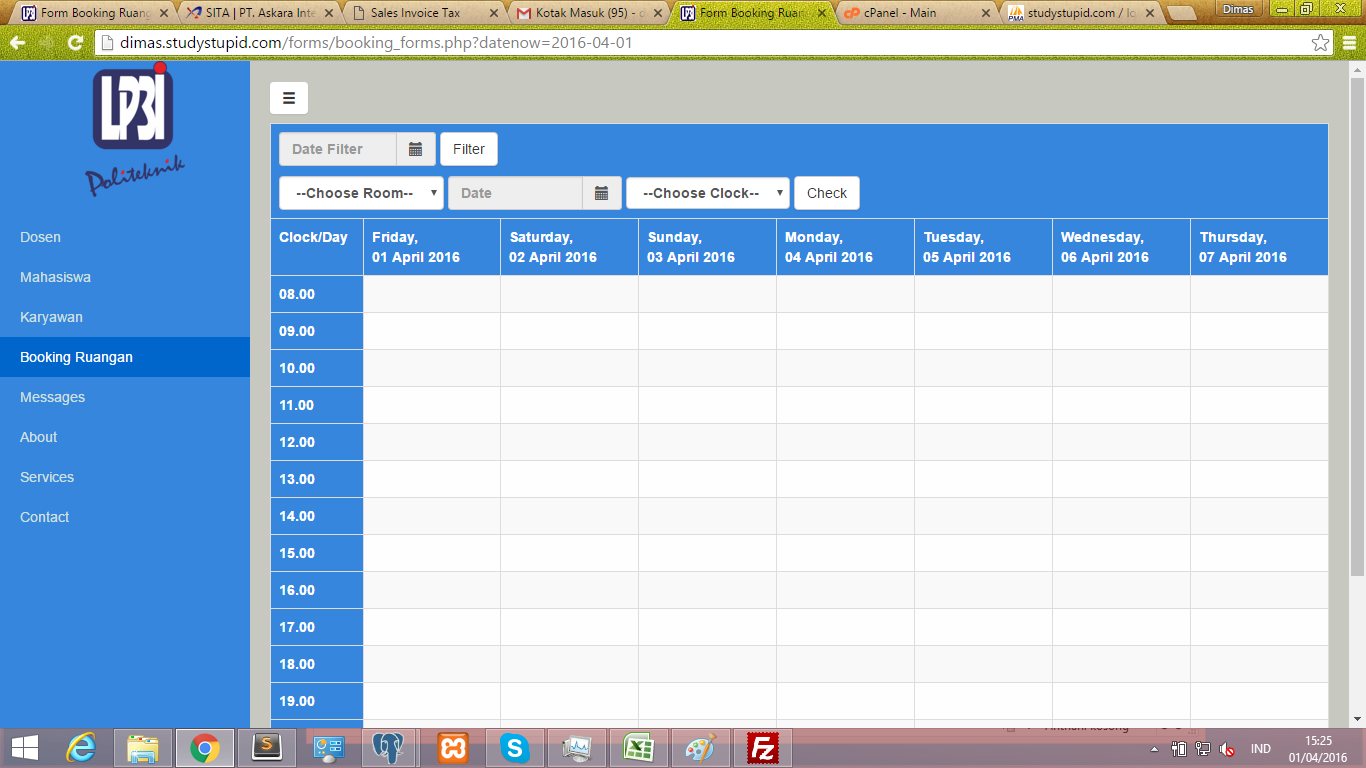 Form Booking Ruang
SITA | PT. Askara Inte
Sales Invoice Tax
Kotak Masuk (95) - d
Form Booking Ruan
cPanel - Main
studystupid.com / lo
Dimas
dimas.studystupid.com/forms/booking_forms.php?datenow=2016-04-01
LP3I
Politeknik
Dosen
Mahasiswa
Karyawan
Booking Ruangan
Messages
About
Services
Contact
Date Filter
Filter
--Choose Room--
Date
--Choose Clock--
Check
Clock/Day
Friday,
01 April 2016
Saturday,
02 April 2016
Sunday,
03 April 2016
Monday,
04 April 2016
Tuesday,
05 April 2016
Wednesday,
06 April 2016
Thursday,
07 April 2016
08.00
09.00
10.00
11.00
12.00
13.00
14.00
15.00
16.00
17.00
18.00
19.00
IND
15:25
01/04/2016